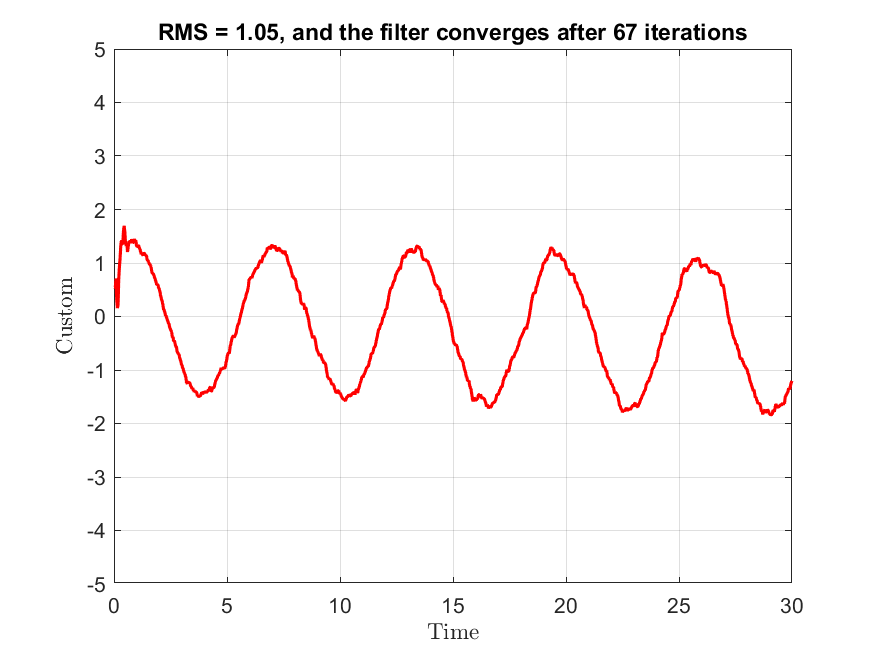 RMS = 1.05, and the filter converges after 67 iterations
5
4
3
2
1
0
-1
-2
-3
-4
-5
Custom
0 5 10 15 20 25 30
Time